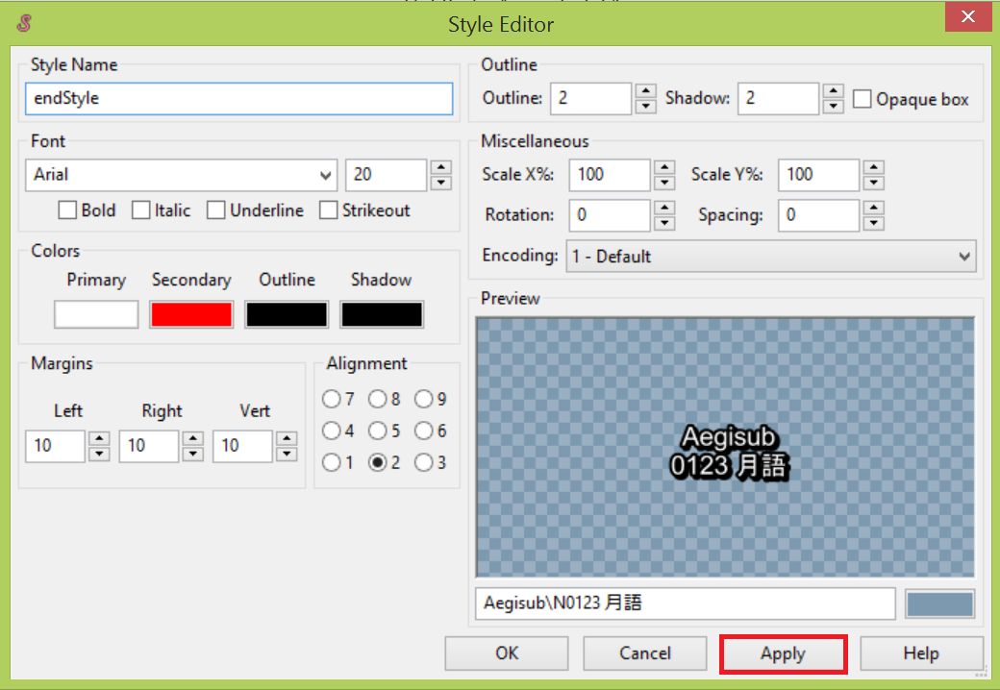 Style Editor
Style Name
endStyle
Font
Arial
20
Bold Italic Underline Strikeout
Colors
Primary Secondary Outline Shadow
Margins
Left Right Vert
10 10 10
Alignment
7 8 9
4 5 6
1 2 3
Outline
Outline: 2 Shadow: 2 Opaque box
Miscellaneous
Scale X%: 100 Scale Y%: 100
Rotation: 0 Spacing: 0
Encoding: 1 - Default
Preview
Aegisub
0123 月語
Aegisub\N0123 月語
OK Cancel Apply Help